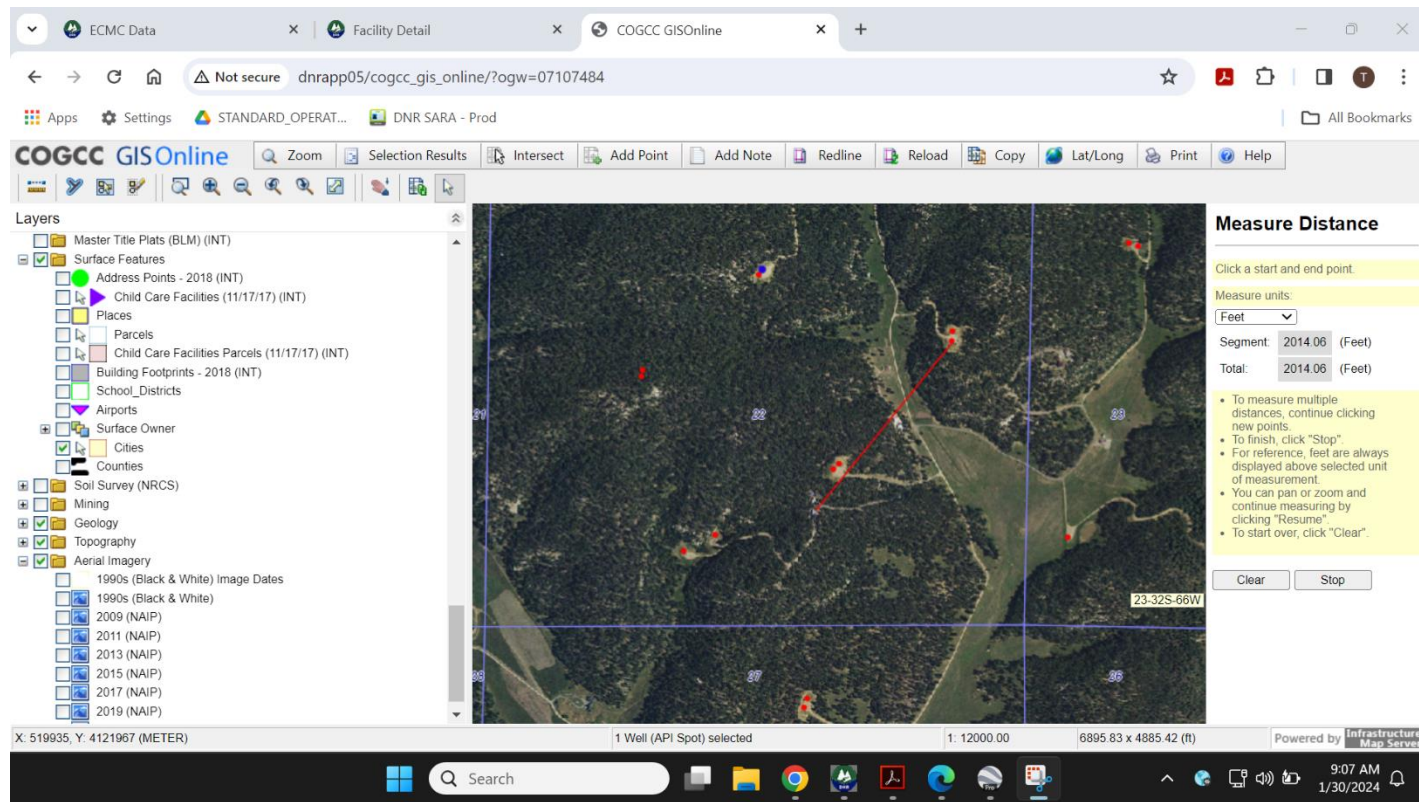 ECMC Data
Facility Detail
COGCC GISOnline
Not secure dnrapp05/cogcc_gis_online/?ogw=07107484
T
Apps Settings STANDARD_OPERAT... DNR SARA - Prod All Bookmarks
COGCC GISOnline Zoom Selection Results Intersect Add Point Add Note Redline Reload Copy Lat/Long Print Help
Layers
Master Title Plats (BLM) (INT)
Surface Features
Address Points - 2018 (INT)
Child Care Facilities (11/17/17) (INT)
Places
Parcels
Child Care Facilities Parcels (11/17/17) (INT)
Building Footprints - 2018 (INT)
School_Districts
Airports
Surface Owner
Cities
Counties
Soil Survey (NRCS)
Mining
Geology
Topography
Aerial Imagery
1990s (Black & White) Image Dates
1990s (Black & White)
2009 (NAIP)
2011 (NAIP)
2013 (NAIP)
2015 (NAIP)
2017 (NAIP)
2019 (NAIP)
21
22
23
23-32S-66W
27
26
Measure Distance
Click a start and end point.
Measure units:
Feet
Segment: 2014.06 (Feet)
Total: 2014.06 (Feet)
• To measure multiple
distances, continue clicking
new points.
• To finish, click "Stop".
• For reference, feet are always
displayed above selected unit
of measurement.
• You can pan or zoom and
continue measuring by
clicking "Resume".
• To start over, click "Clear".
Clear Stop
X: 519935, Y: 4121967 (METER) 1 Well (API Spot) selected 1: 12000.00 6895.83 x 4885.42 (ft) Powered by Infrastructure
Map Server
Search
9:07 AM
1/30/2024